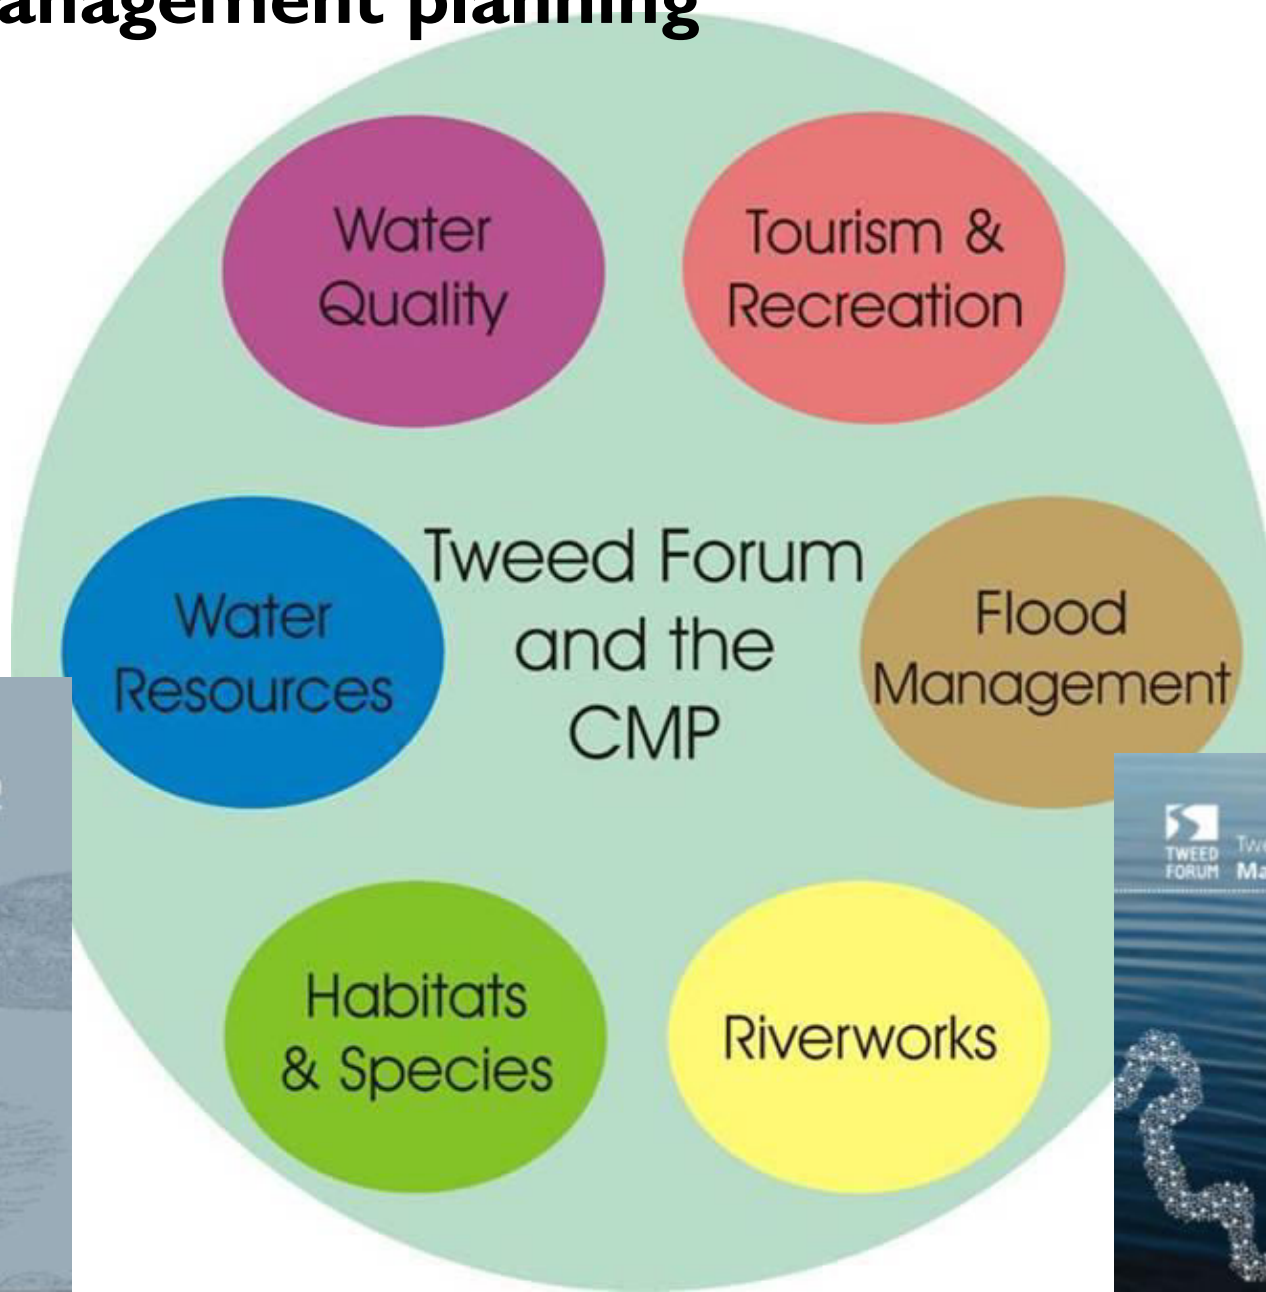 management planning
Water
Quality
Tourism &
Recreation
Tweed Forum
and the
CMP
Water
Resources
Flood
Management
Habitats
& Species
Riverworks
TWEED
FORUM